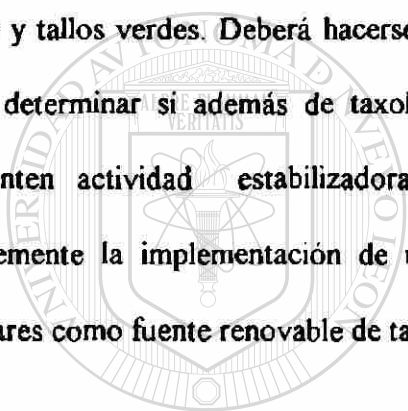 y tallos verdes. Deberá hacerse
determinar si además de taxol
nten actividad estabilizadora
emente la implementación de
ares como fuente renovable de ta